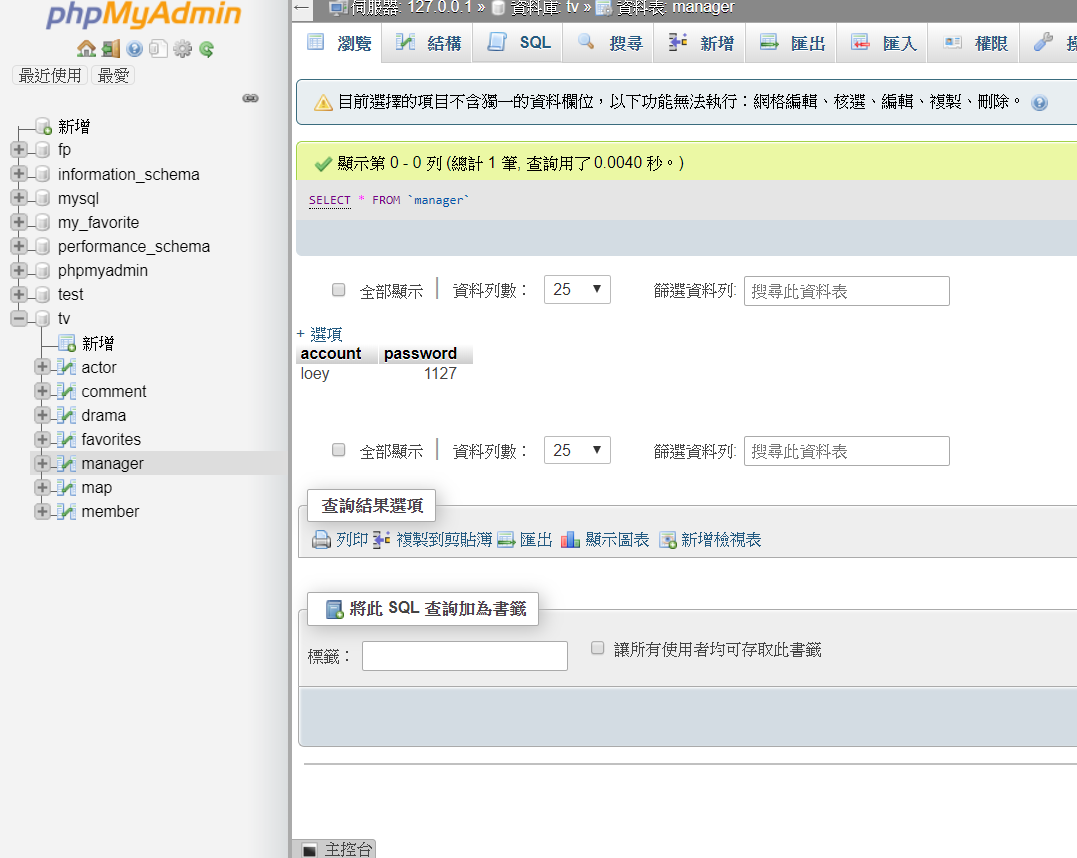 phpMyAdmin
最近使用 最愛
新增
fp
information_schema
mysql
my_favorite
performance_schema
phpmyadmin
test
tv
新增
actor
comment
drama
favorites
manager
map
member
伺服器: 127.0.0.1 » 資料庫: tv » 資料表: manager
瀏覽 結構 SQL 搜尋 新增 匯出 匯入 權限
目前選擇的項目不含獨一的資料欄位，以下功能無法執行：網格編輯、核選、編輯、複製、刪除。
顯示第 0 - 0 列 (總計 1 筆, 查詢用了 0.0040 秒。)
SELECT * FROM `manager`
全部顯示 | 資料列數： 25 篩選資料列: 搜尋此資料表
+ 選項
account password
loey 1127
全部顯示 | 資料列數： 25 篩選資料列: 搜尋此資料表
查詢結果選項
列印 複製到剪貼簿 匯出 顯示圖表 新增檢視表
將此 SQL 查詢加為書籤
標籤： 讓所有使用者均可存取此書籤
主控台